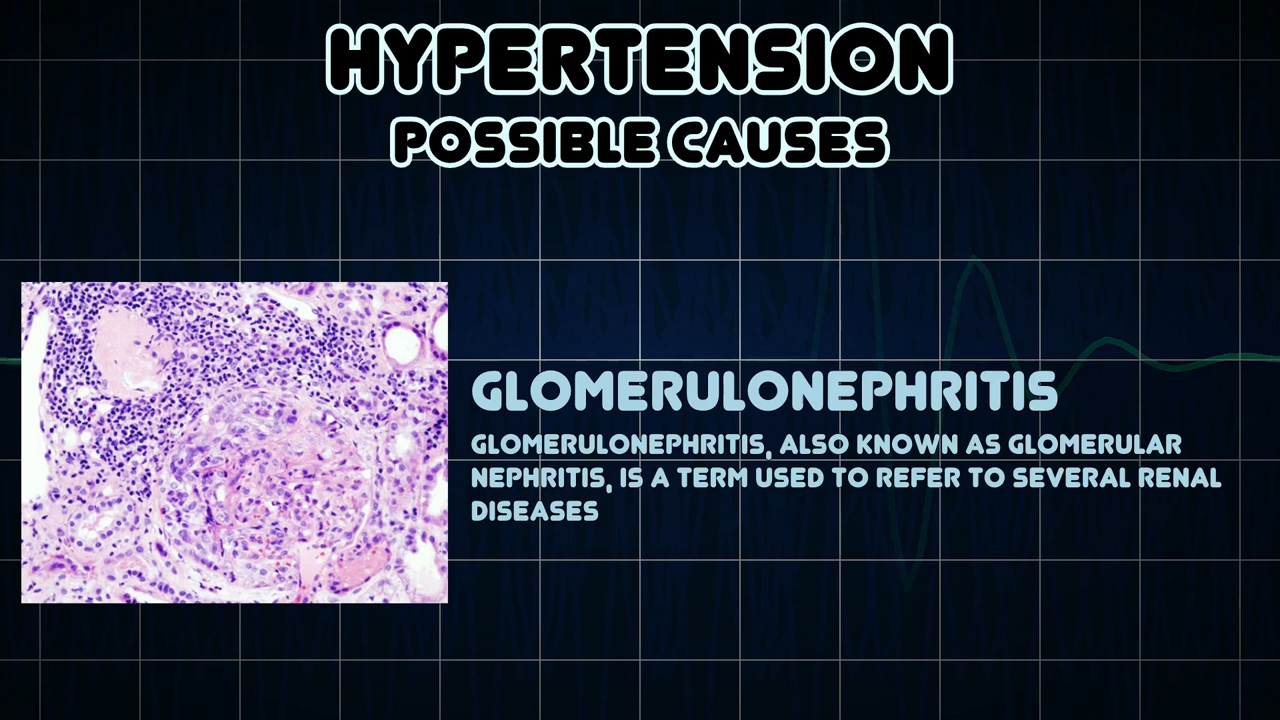 HYPERTENSION
POSSIBLE CAUSES
GLOMERULONEPHRITIS
GLOMERULONEPHRITIS, ALSO KNOWN AS GLOMERULAR
NEPHRITIS, IS A TERM USED TO REFER TO SEVERAL RENAL
DISEASES